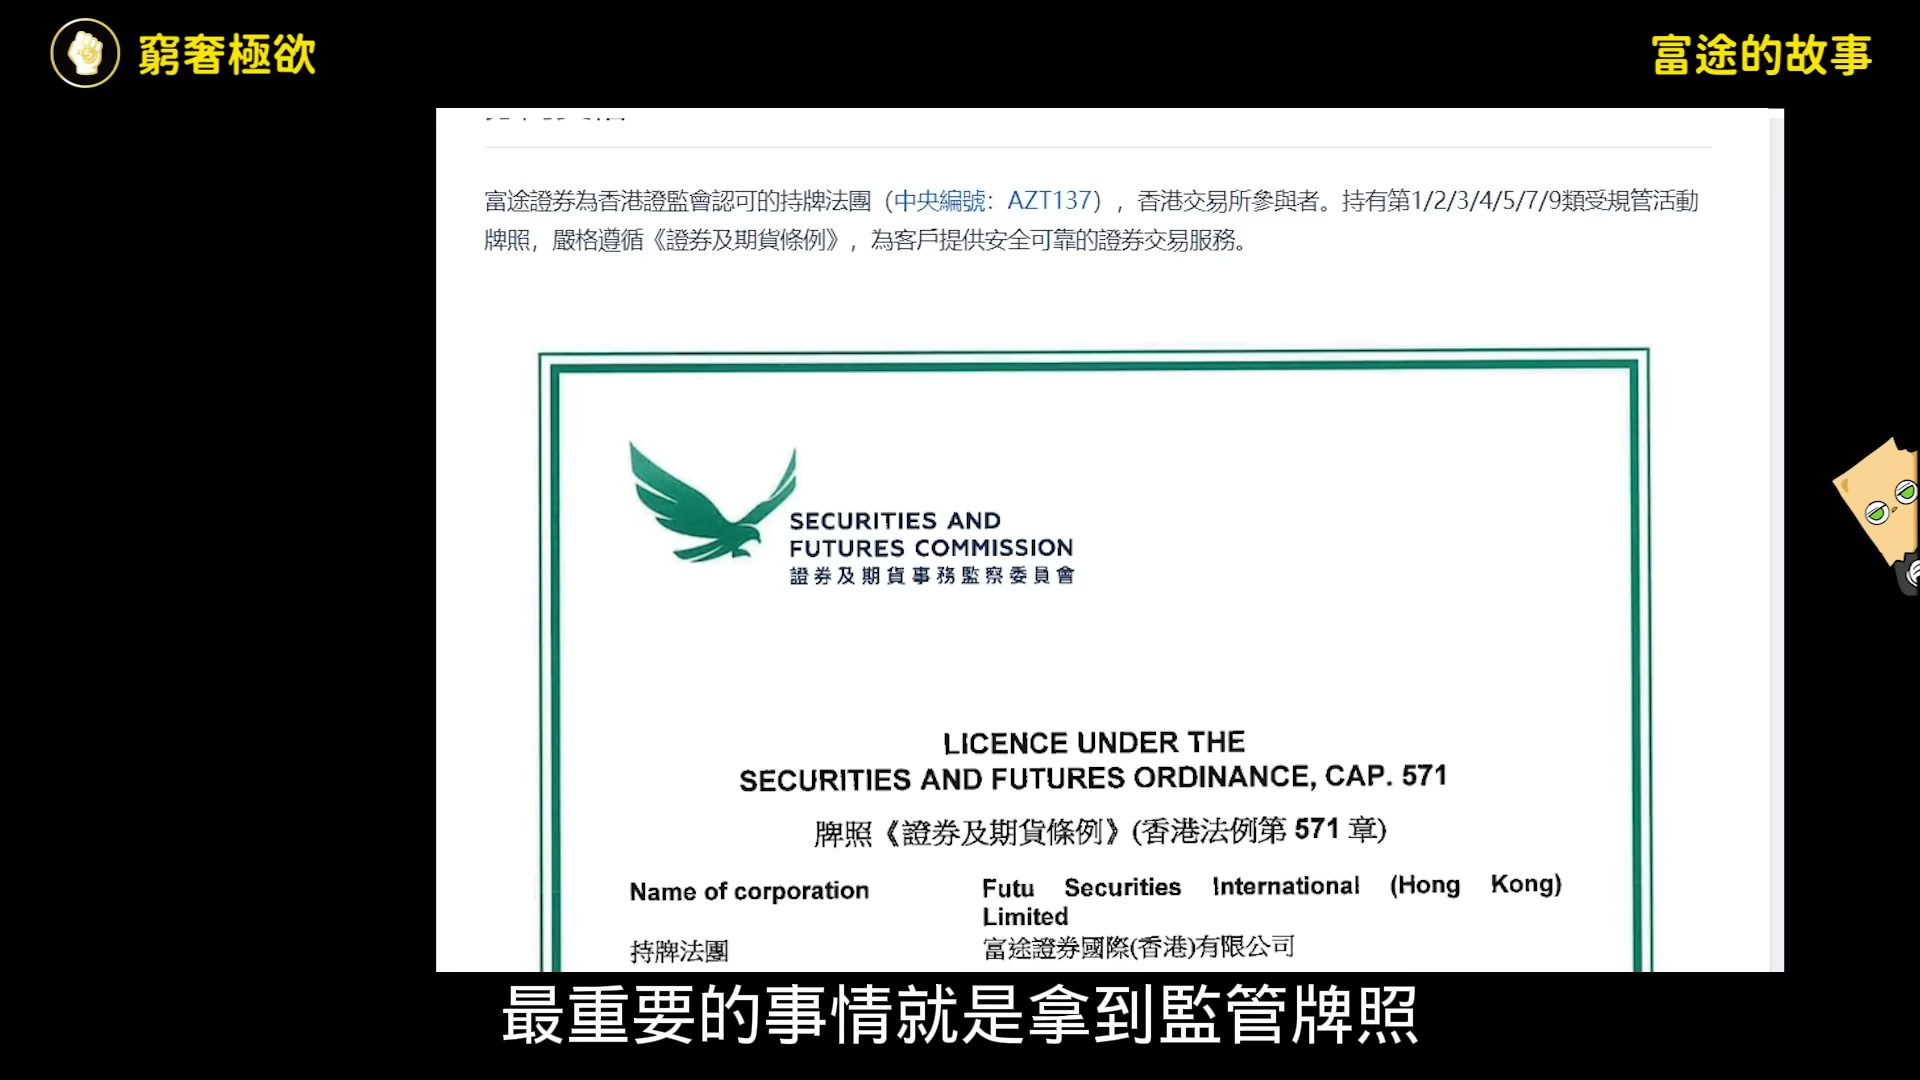 窮奢極欲
富途的故事
富途證券為香港證監會認可的持牌法團（中央編號：AZT137），香港交易所參與者。持有第1/2/3/4/5/7/9類受規管活動
牌照，嚴格遵循《證券及期貨條例》，為客戶提供安全可靠的證券交易服務。
SECURITIES AND
FUTURES COMMISSION
證券及期貨事務監察委員會
LICENCE UNDER THE
SECURITIES AND FUTURES ORDINANCE, CAP. 571
牌照《證券及期貨條例》(香港法例第 571 章)
Name of corporation
Futu Securities International (Hong Kong)
Limited
持牌法團
富途證券國際(香港)有限公司
最重要的事情就是拿到監管牌照